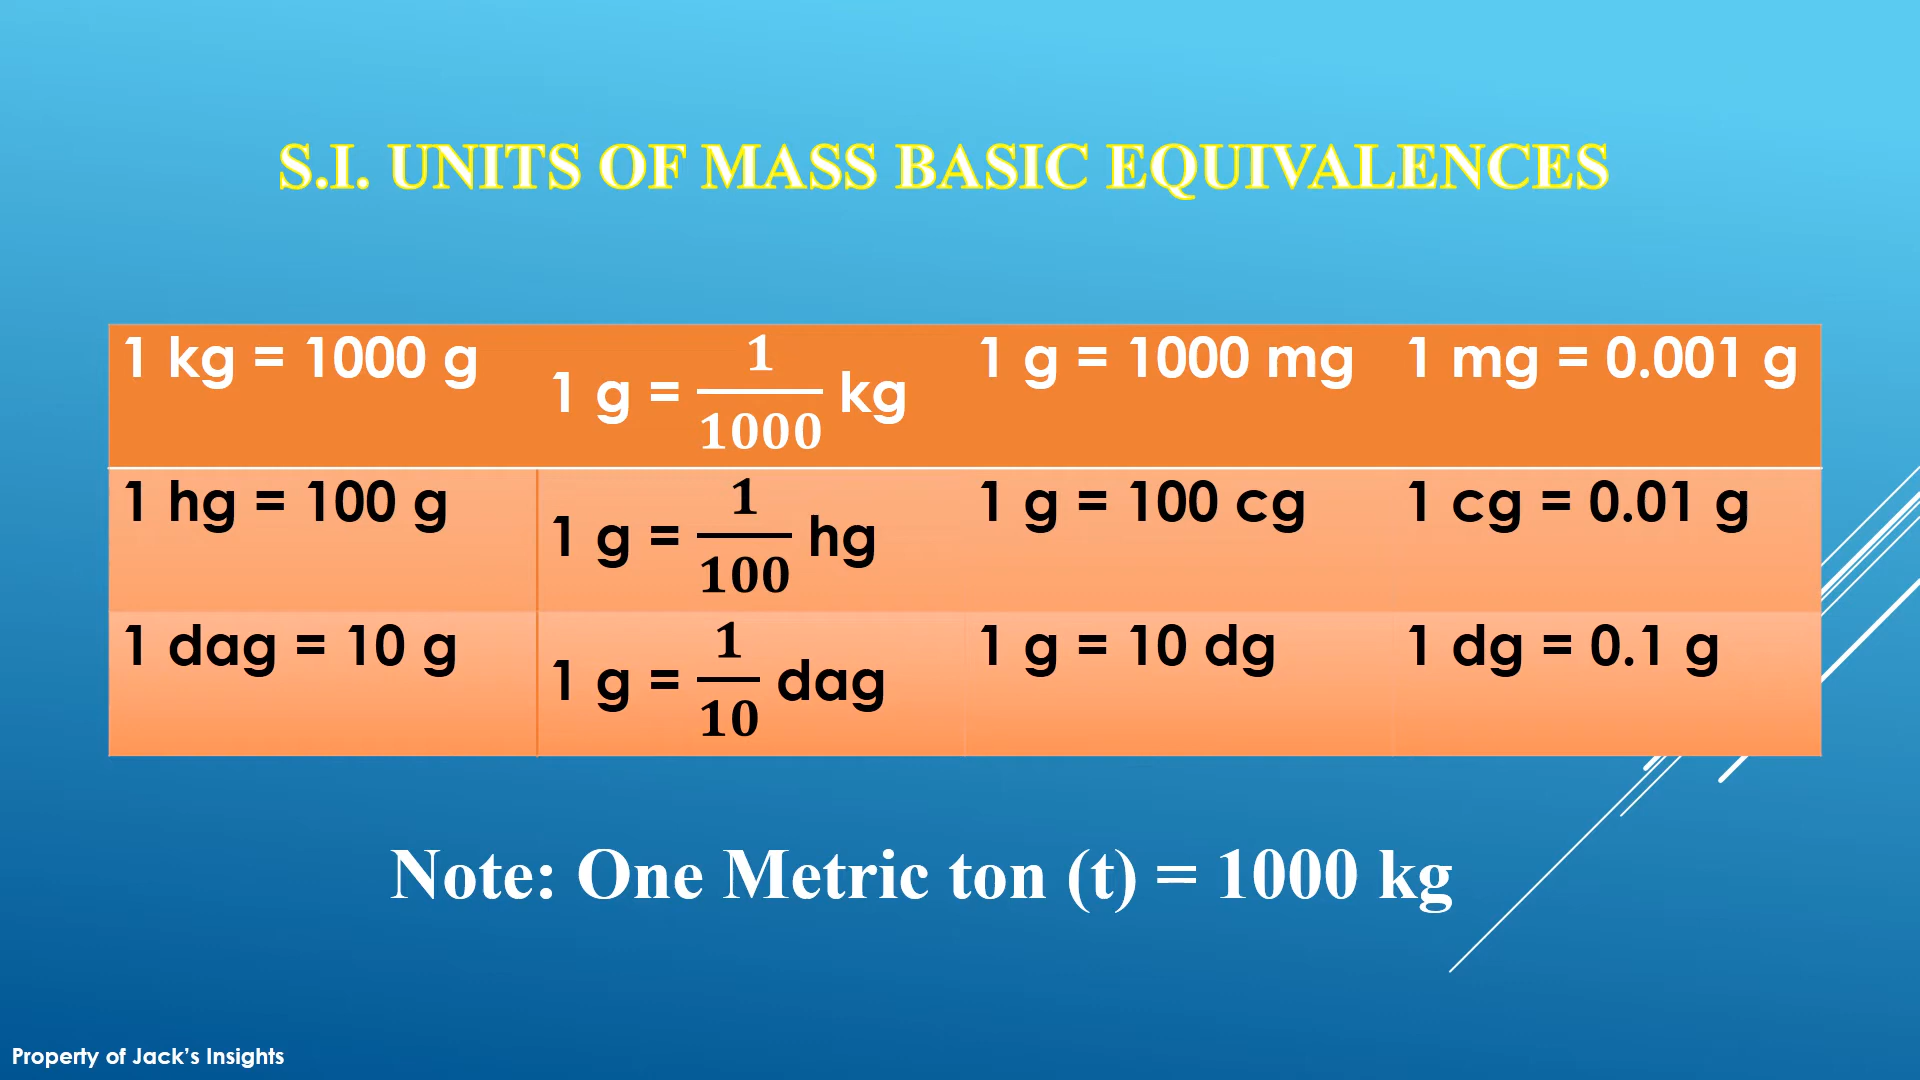 S.I. UNITS OF MASS BASIC EQUIVALENCES
1 kg = 1000 g 1 g = 1/1000 kg 1 g = 1000 mg 1 mg = 0.001 g
1 hg = 100 g 1 g = 1/100 hg 1 g = 100 cg 1 cg = 0.01 g
1 dag = 10 g 1 g = 1/10 dag 1 g = 10 dg 1 dg = 0.1 g
Note: One Metric ton (t) = 1000 kg
Property of Jack’s Insights